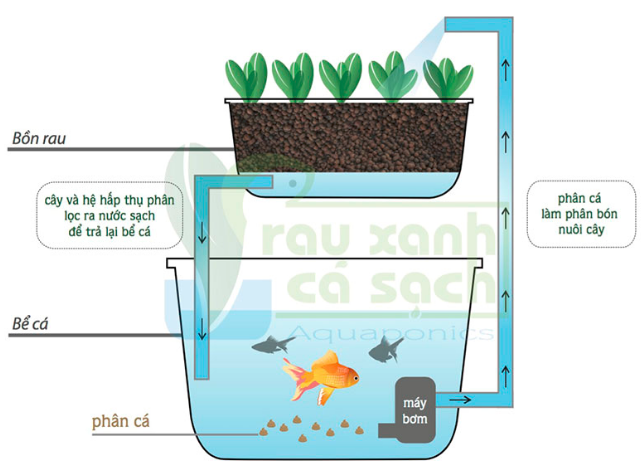 Bồn rau
cây và hệ hấp thụ phân
lọc ra nước sạch
để trả lại bể cá
phân cá
làm phân bón
nuôi cây
rau xanh
cá sạch
Aquaponics
Bể cá
máy
bơm
phân cá